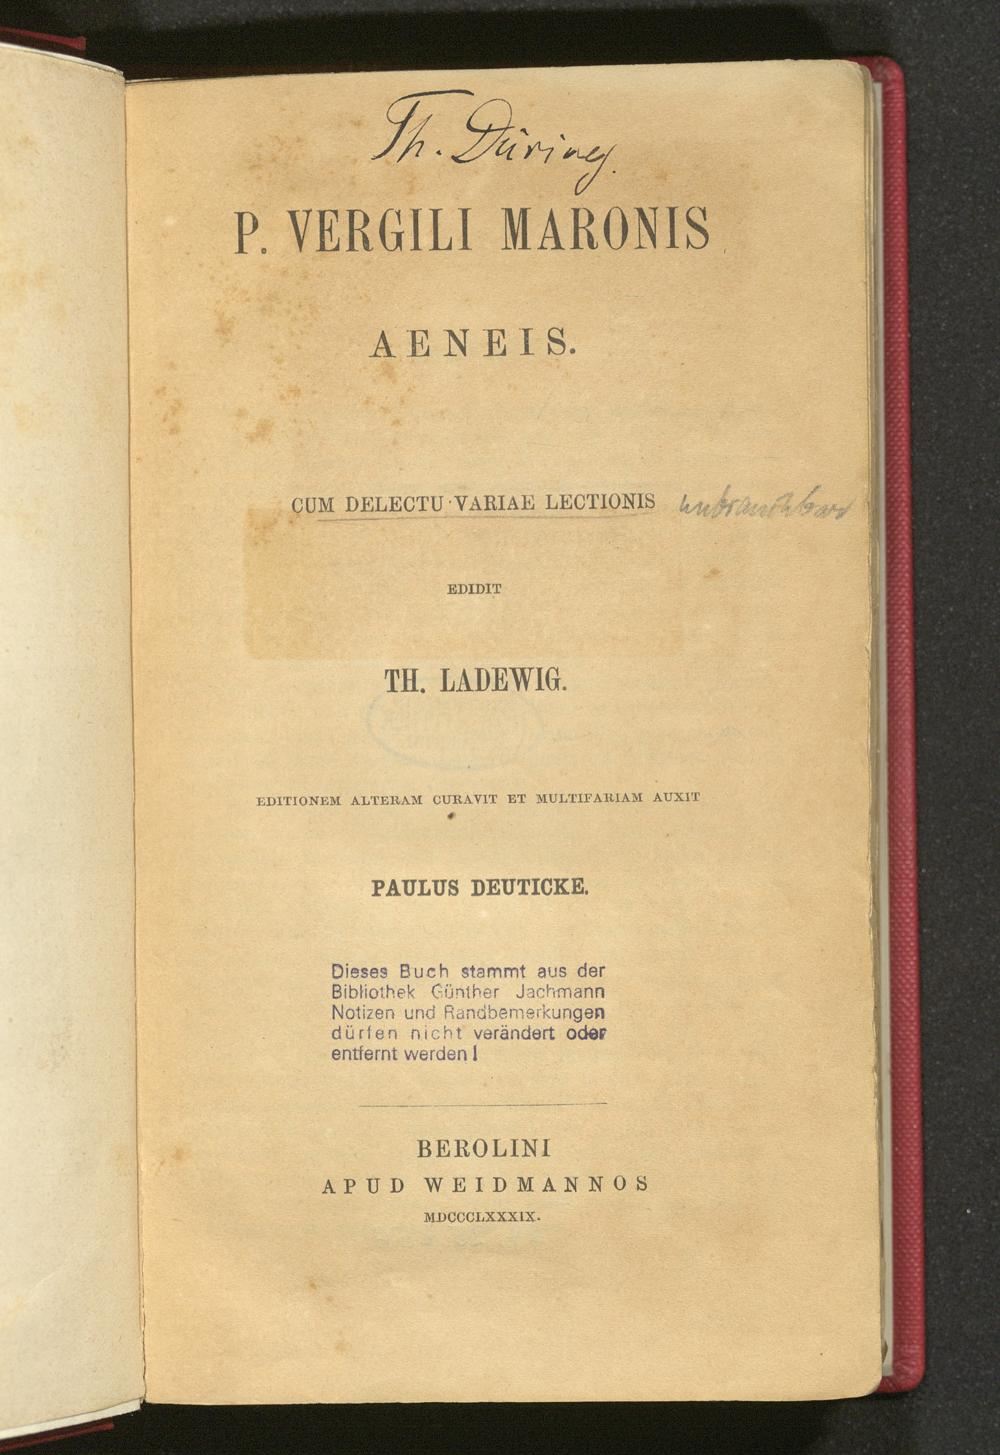 Th. Düring.
P. VERGILI MARONIS
AENEIS.
CUM DELECTU VARIAE LECTIONIS unbrauchbar
EDIDIT
TH. LADEWIG.
EDITIONEM ALTERAM CURAVIT ET MULTIFARIAM AUXIT
PAULUS DEUTICKE.
Dieses Buch stammt aus der
Bibliothek Günther Jachmann
Notizen und Randbemerkungen
dürfen nicht verändert oder
entfernt werden!
BEROLINI
APUD WEIDMANNOS
MDCCCLXXXIX.